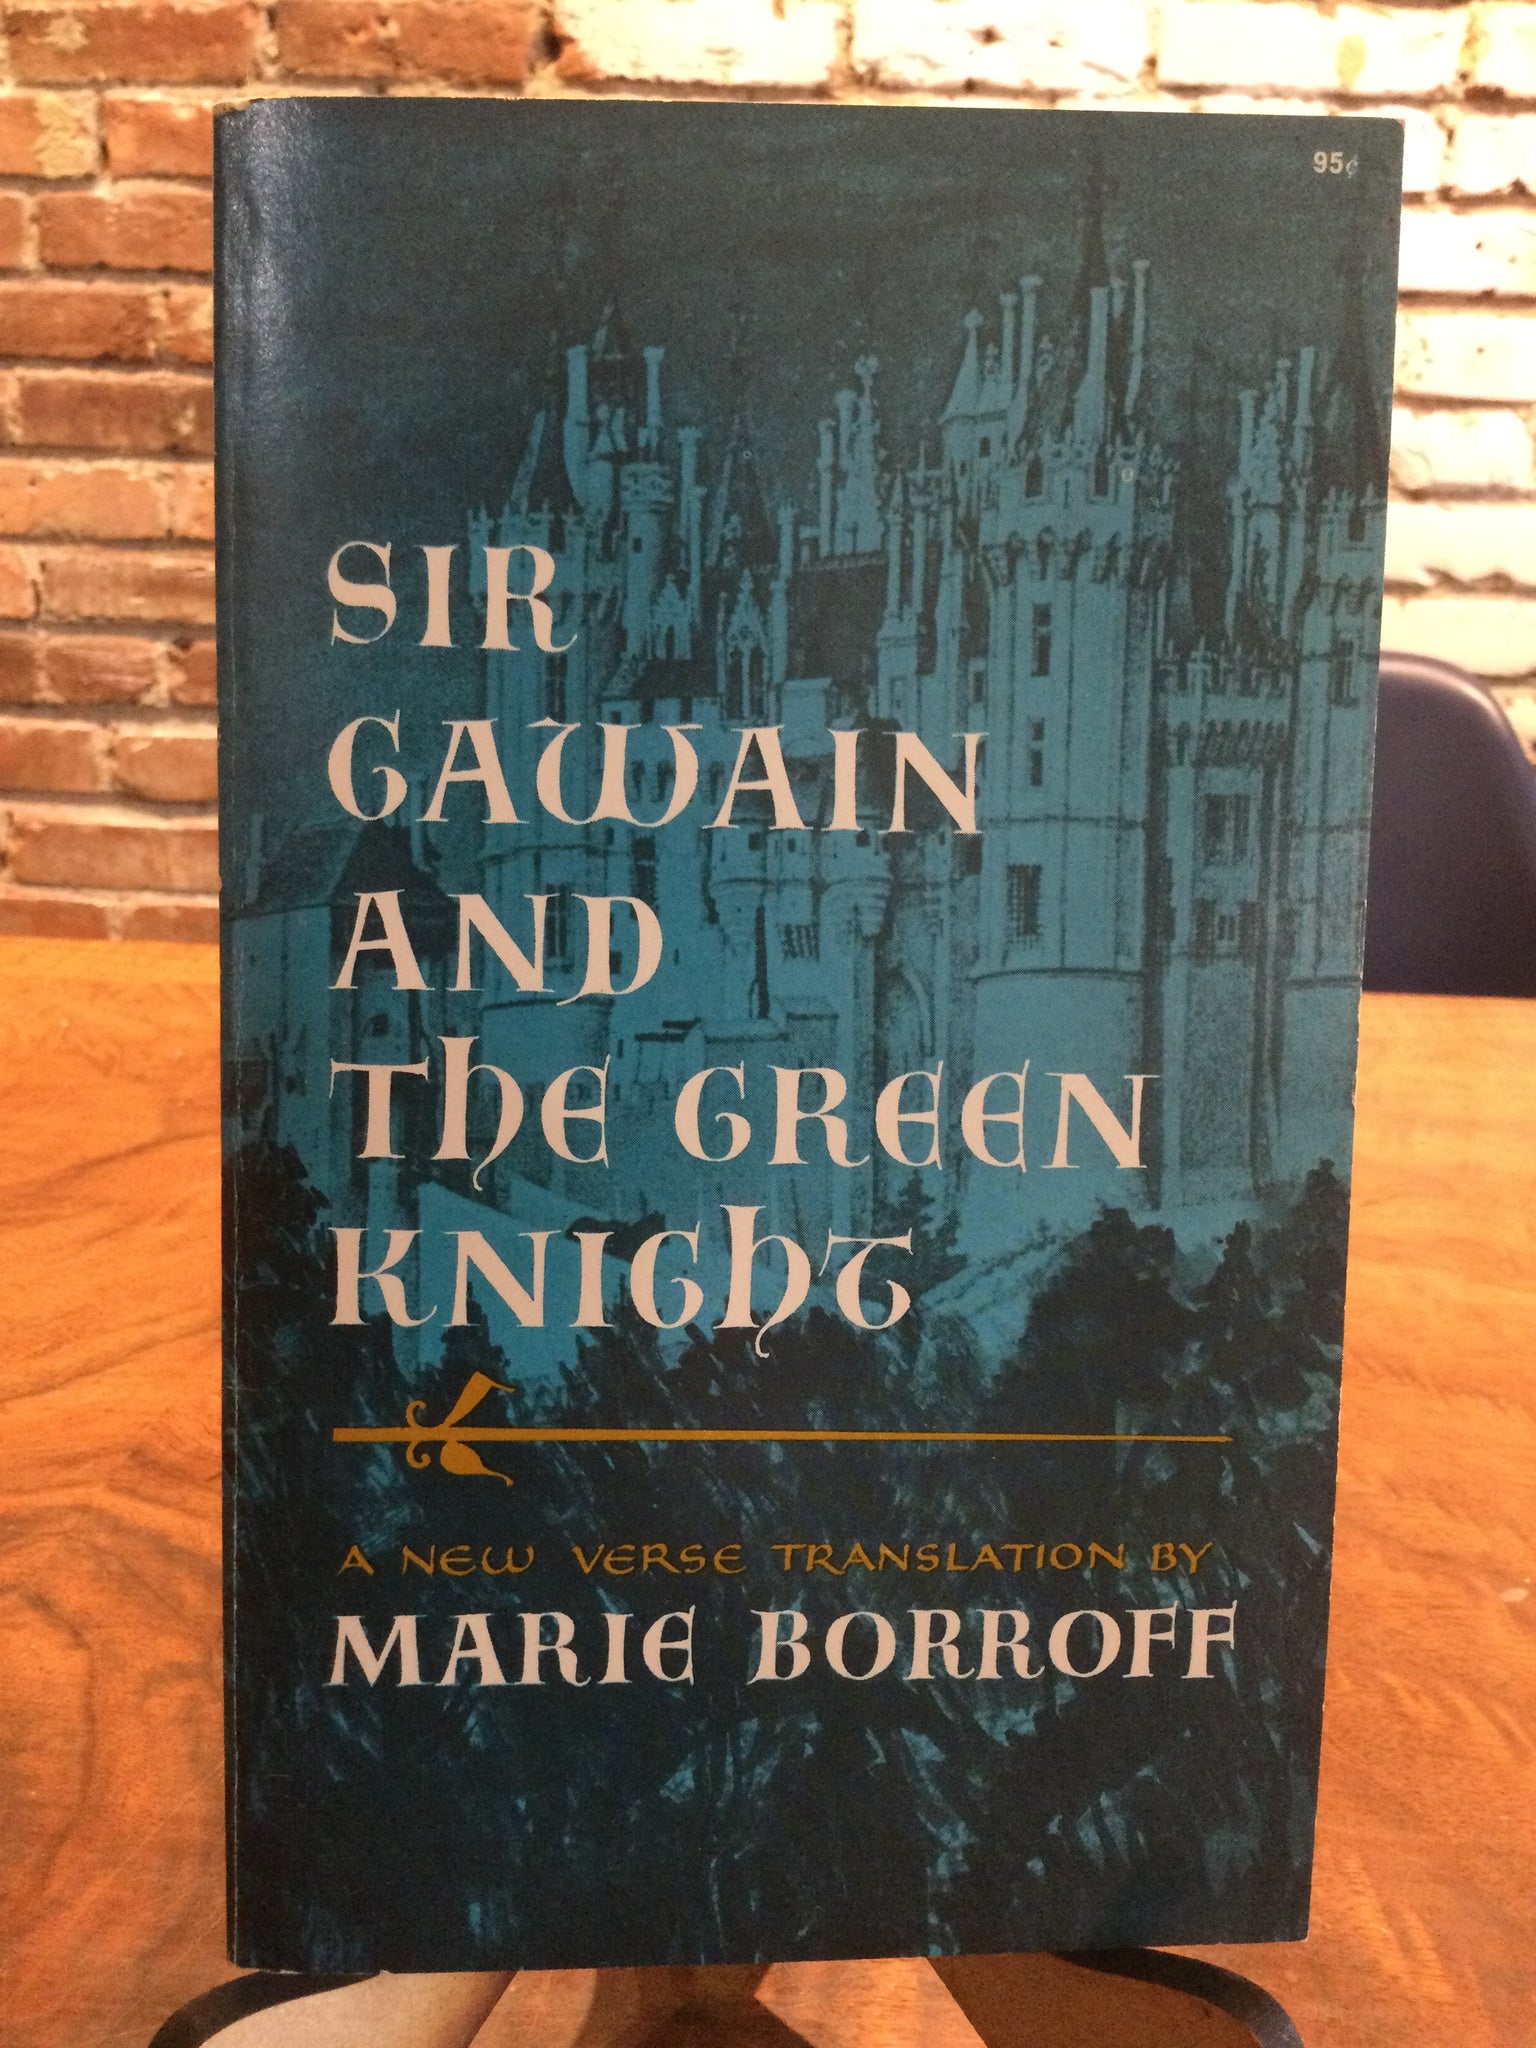 95¢
SIR
GAWAIN
AND
THE GREEN
KNIGHT
A NEW VERSE TRANSLATION BY
MARIE BORROFF